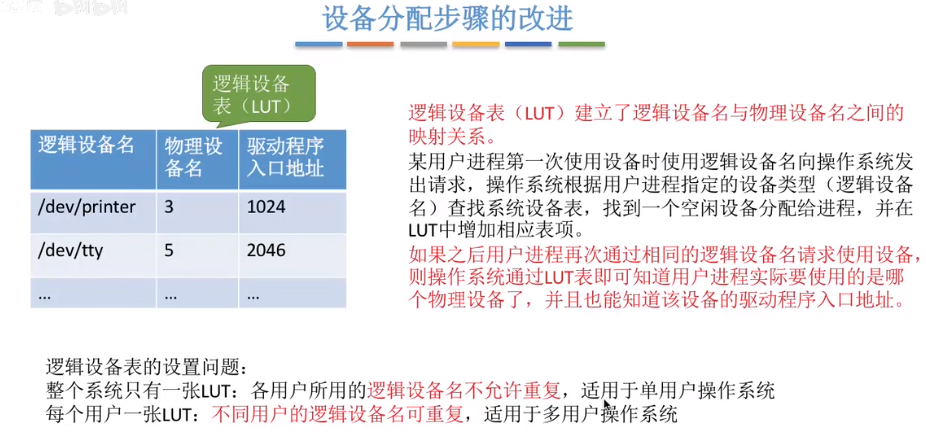 设备分配步骤的改进
逻辑设备
表（LUT）
逻辑设备名
物理设
备名
驱动程序
入口地址
/dev/printer
3
1024
/dev/tty
5
2046
...
...
...
逻辑设备表（LUT）建立了逻辑设备名与物理设备名之间的
映射关系。
某用户进程第一次使用设备时使用逻辑设备名向操作系统发
出请求，操作系统根据用户进程指定的设备类型（逻辑设备
名）查找系统设备表，找到一个空闲设备分配给进程，并在
LUT中增加相应表项。
如果之后用户进程再次通过相同的逻辑设备名请求使用设备，
则操作系统通过LUT表即可知道用户进程实际要使用的是哪
个物理设备了，并且也能知道该设备的驱动程序入口地址。
逻辑设备表的设置问题：
整个系统只有一张LUT：各用户所用的逻辑设备名不允许重复，适用于单用户操作系统
每个用户一张LUT：不同用户的逻辑设备名可重复，适用于多用户操作系统